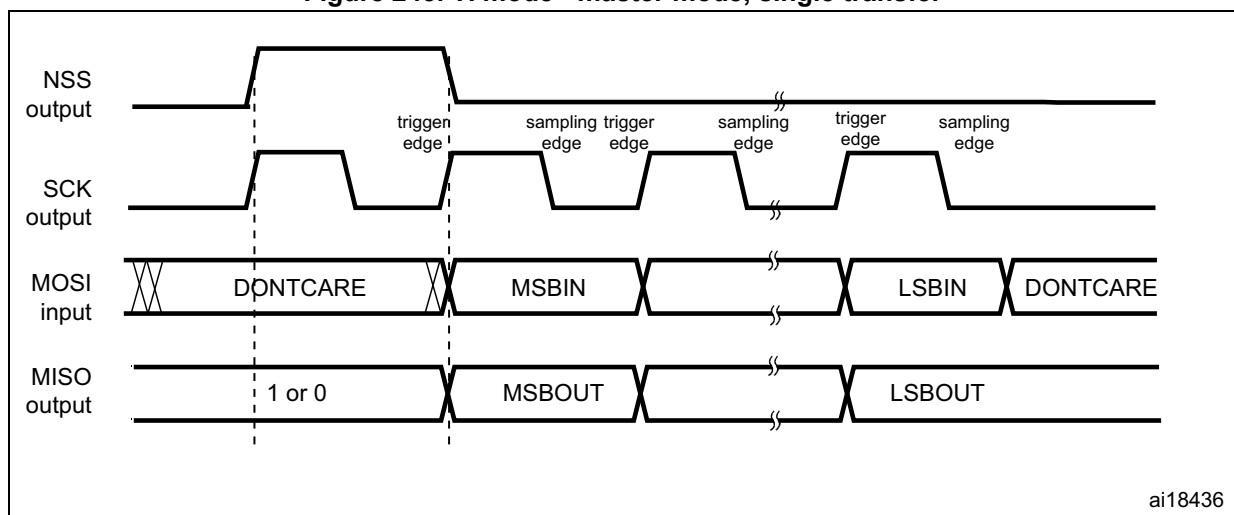 NSS
output
trigger
edge
sampling
edge
trigger
edge
sampling
edge
trigger
edge
sampling
edge
SCK
output
MOSI
input
DONTCARE
MSBIN
LSBIN
DONTCARE
MISO
output
1 or 0
MSBOUT
LSBOUT
ai18436